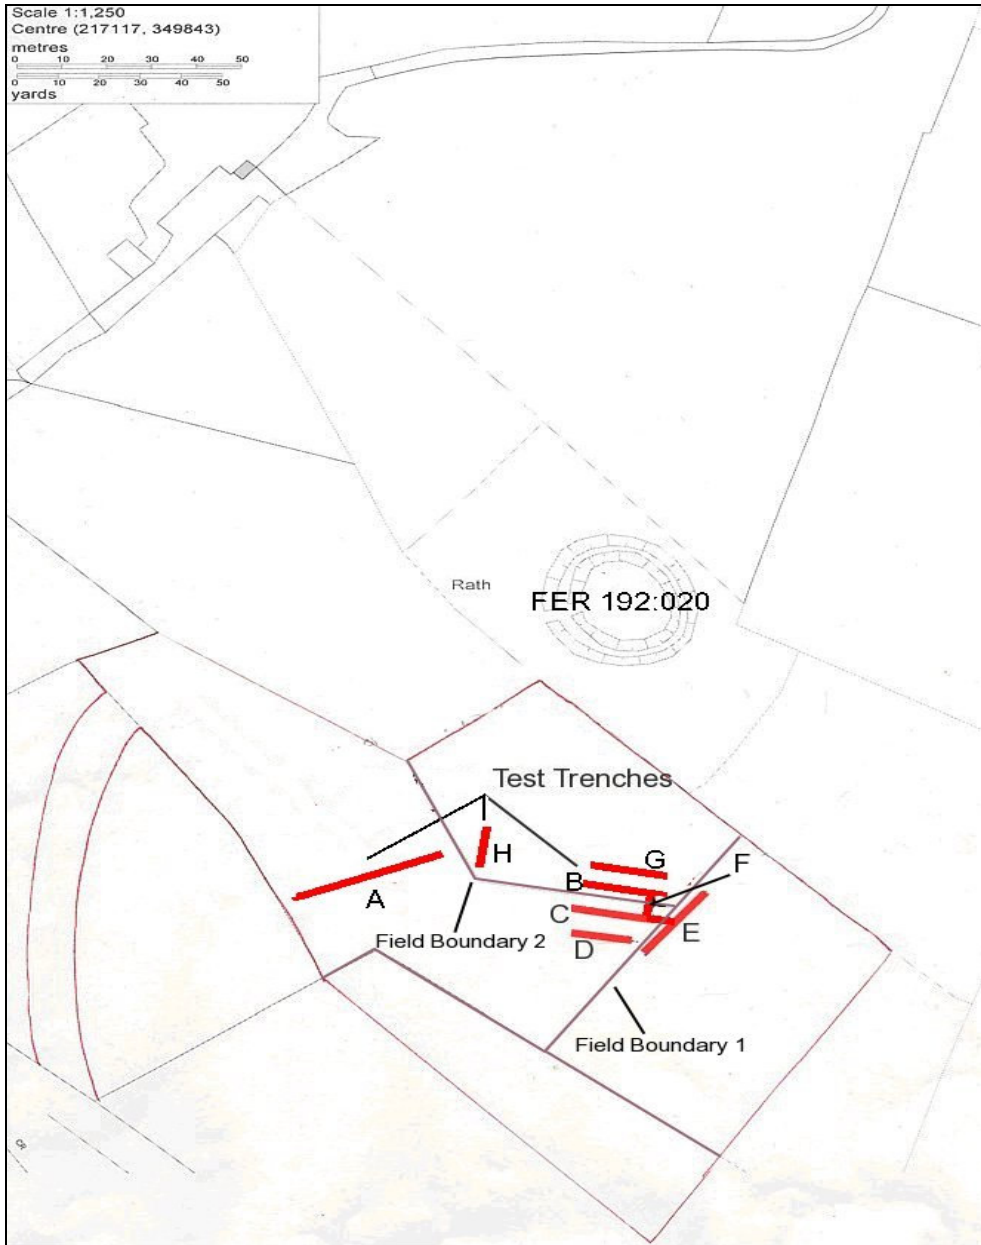 Scale 1:1,250
Centre (217117, 349843)
metres
0 10 20 30 40 50
0 10 20 30 40 50
yards
Rath
FER 192:020
Test Trenches
H
G
F
B
A
C
E
D
Field Boundary 2
Field Boundary 1
CR